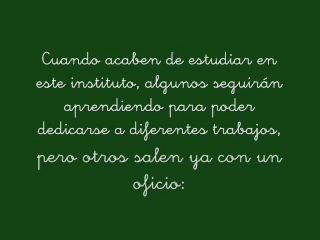 Cuando acaben de estudiar en
este instituto, algunos seguirán
aprendiendo para poder
dedicarse a diferentes trabajos,
pero otros salen ya con un
oficio: